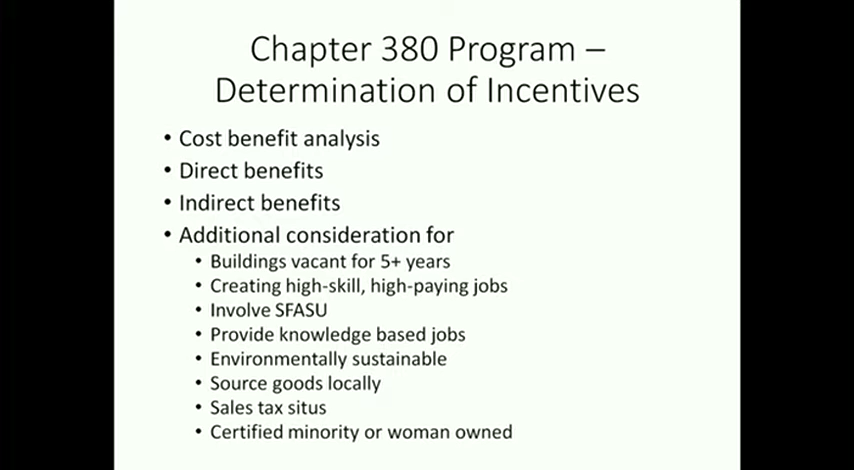 Chapter 380 Program –
Determination of Incentives
• Cost benefit analysis
• Direct benefits
• Indirect benefits
• Additional consideration for
• Buildings vacant for 5+ years
• Creating high-skill, high-paying jobs
• Involve SFASU
• Provide knowledge based jobs
• Environmentally sustainable
• Source goods locally
• Sales tax situs
• Certified minority or woman owned